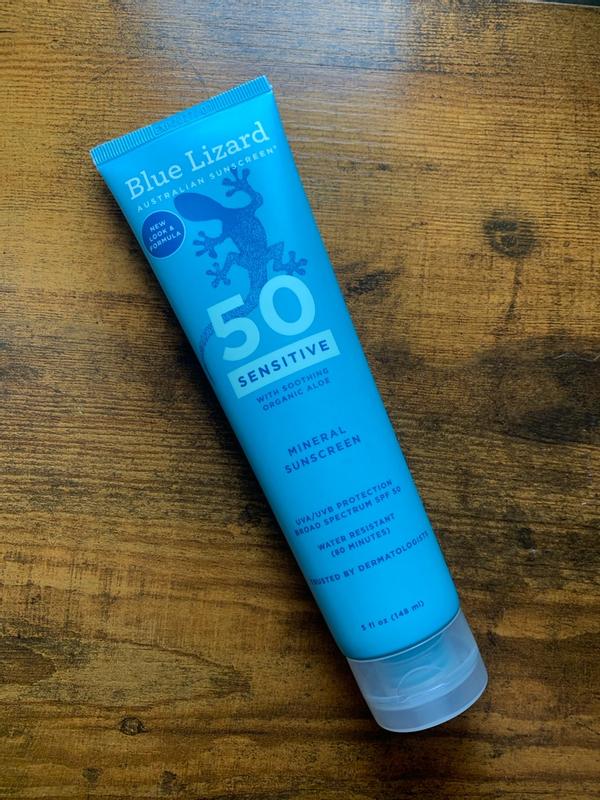 Blue Lizard
AUSTRALIAN SUNSCREEN®
NEW
LOOK &
FORMULA
50
SENSITIVE
WITH SOOTHING
ORGANIC ALOE
MINERAL
SUNSCREEN
UVA/UVB PROTECTION
BROAD SPECTRUM SPF 50
WATER RESISTANT
(80 MINUTES)
TRUSTED BY DERMATOLOGISTS
5 fl oz (148 ml)